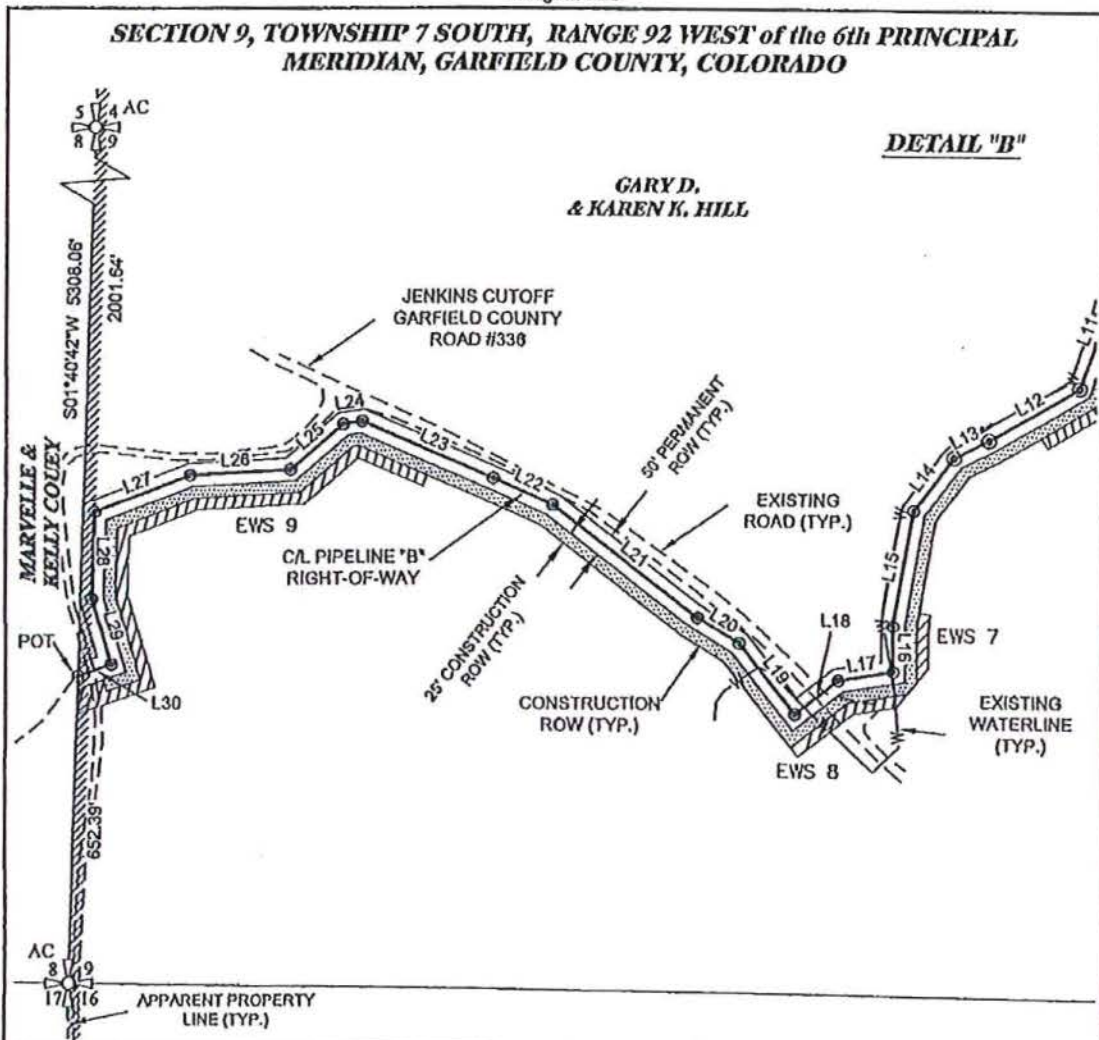 SECTION 9, TOWNSHIP 7 SOUTH, RANGE 92 WEST of the 6th PRINCIPAL
MERIDIAN, GARFIELD COUNTY, COLORADO
5 4 AC
8 9
DETAIL "B"
GARY D.
& KAREN K. HILL
S01°40'42"W 5308.06'
2001.64'
JENKINS CUTOFF
GARFIELD COUNTY
ROAD #336
L11
L12
L13
L14
L15
L16
L17
L18
L19
L20
L21
L22
L23
L24
L25
L26
L27
L28
L29
L30
50' PERMANENT
ROW (TYP.)
EXISTING
ROAD (TYP.)
EWS 9
C/L PIPELINE "B"
RIGHT-OF-WAY
MARVELLE &
KELLY COUEY
25' CONSTRUCTION
ROW (TYP.)
POT
EWS 7
CONSTRUCTION
ROW (TYP.)
EXISTING
WATERLINE
(TYP.)
EWS 8
652.39'
AC
8 9
17 16
APPARENT PROPERTY
LINE (TYP.)